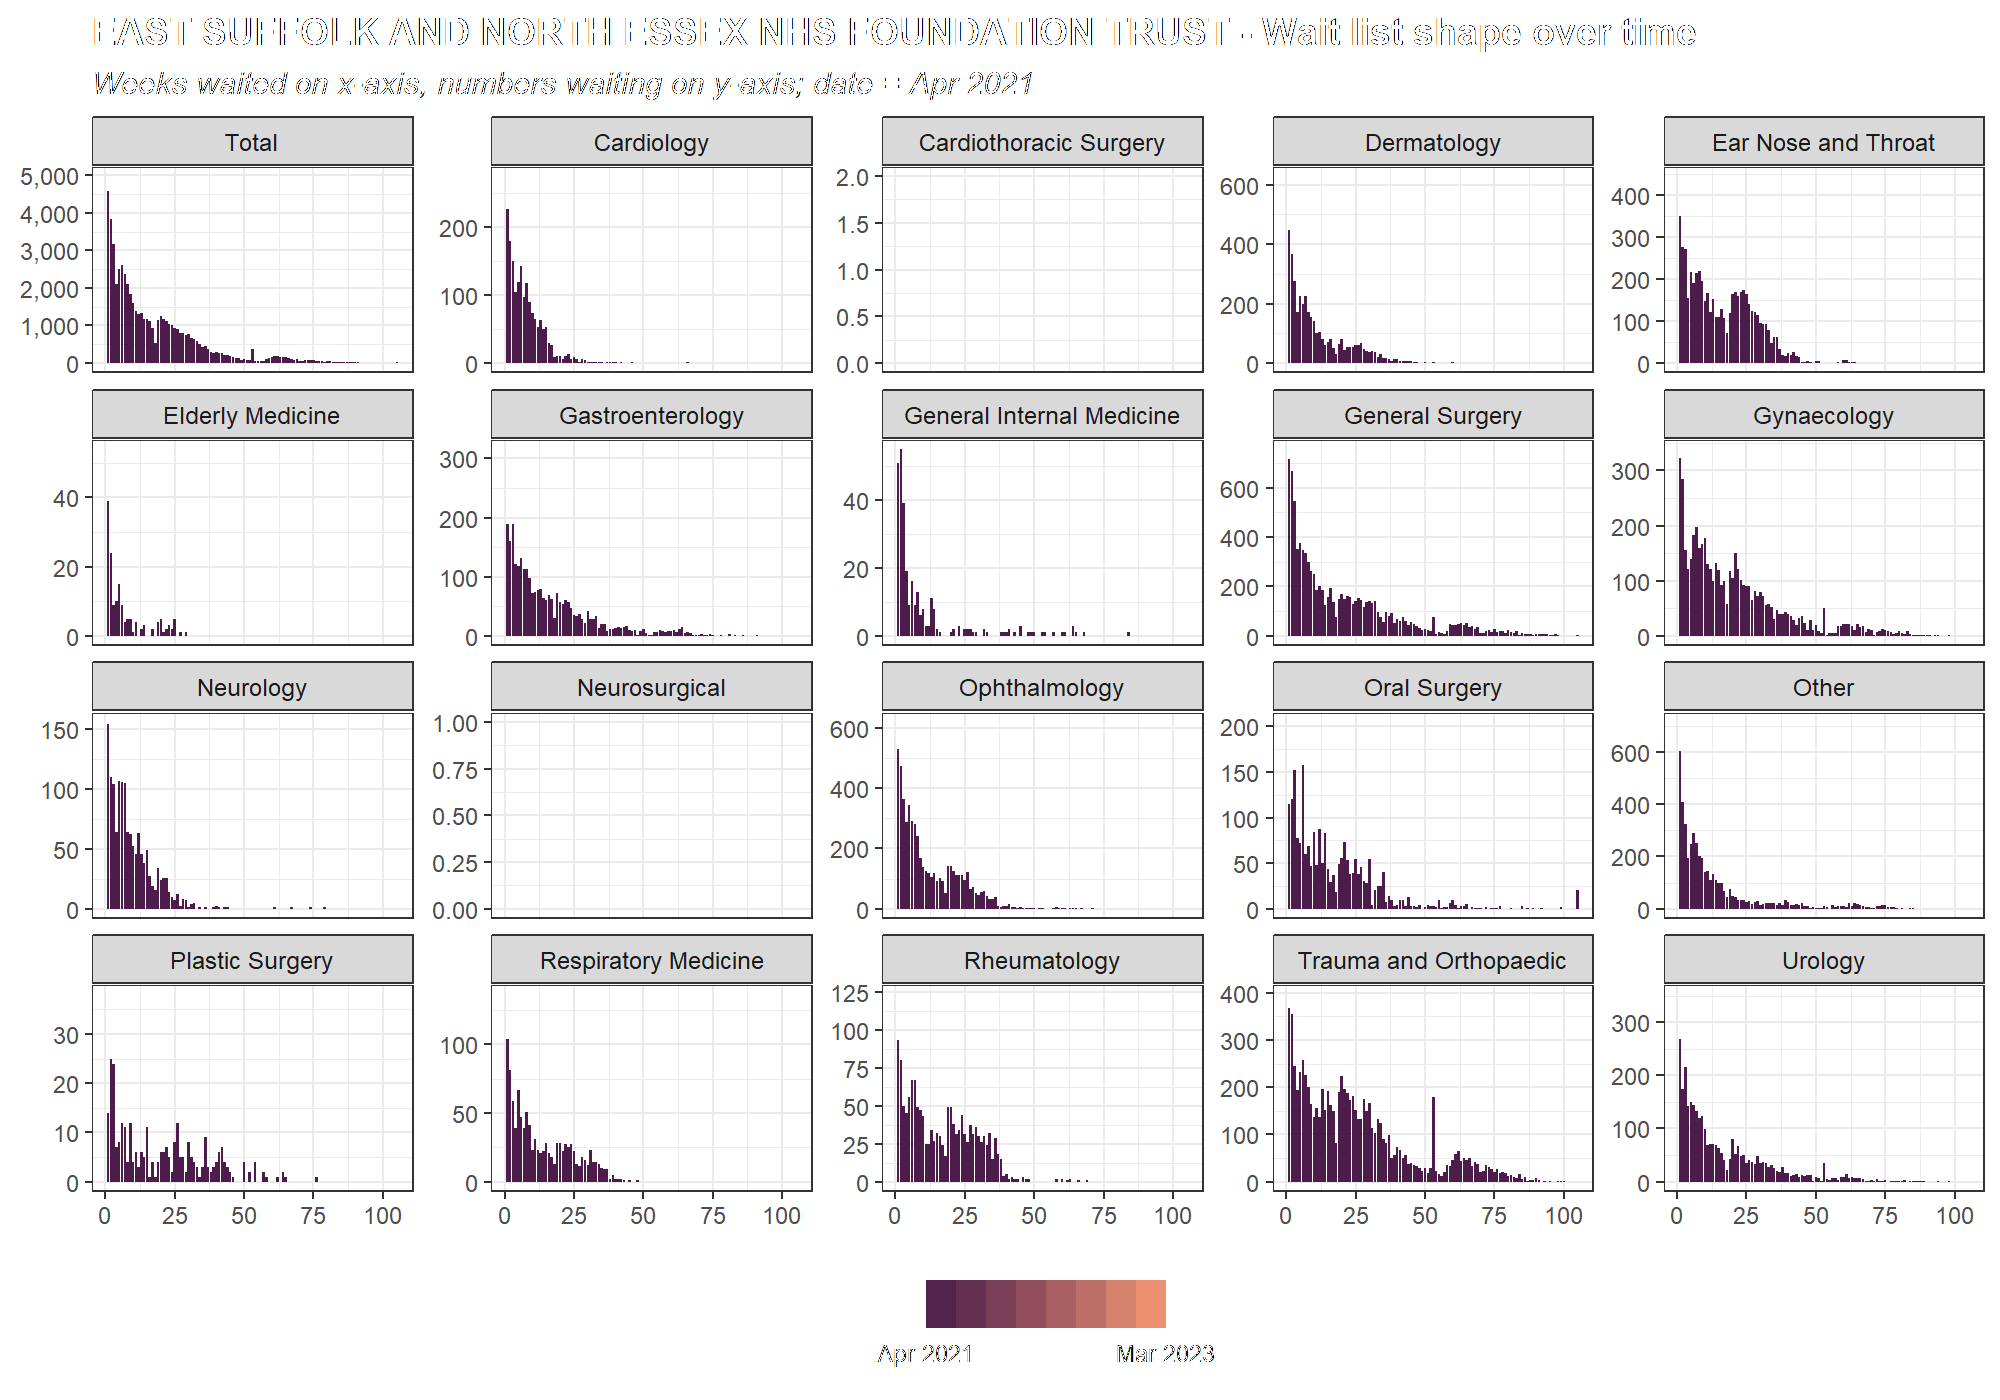 EAST SUFFOLK AND NORTH ESSEX NHS FOUNDATION TRUST - Wait list shape over time
Weeks waited on x-axis, numbers waiting on y-axis; date = Apr 2021
Total Cardiology Cardiothoracic Surgery Dermatology Ear Nose and Throat
5,000 4,000 3,000 2,000 1,000 0
200 100 0
2.0 1.5 1.0 0.5 0.0
600 400 200 0
400 300 200 100 0
Elderly Medicine Gastroenterology General Internal Medicine General Surgery Gynaecology
40 20 0
300 200 100 0
40 20 0
600 400 200 0
300 200 100 0
Neurology Neurosurgical Ophthalmology Oral Surgery Other
150 100 50 0
1.00 0.75 0.50 0.25 0.00
600 400 200 0
200 150 100 50 0
600 400 200 0
Plastic Surgery Respiratory Medicine Rheumatology Trauma and Orthopaedic Urology
30 20 10 0
100 50 0
125 100 75 50 25 0
400 300 200 100 0
300 200 100 0
0 25 50 75 100 0 25 50 75 100 0 25 50 75 100 0 25 50 75 100 0 25 50 75 100
Apr 2021 Mar 2023